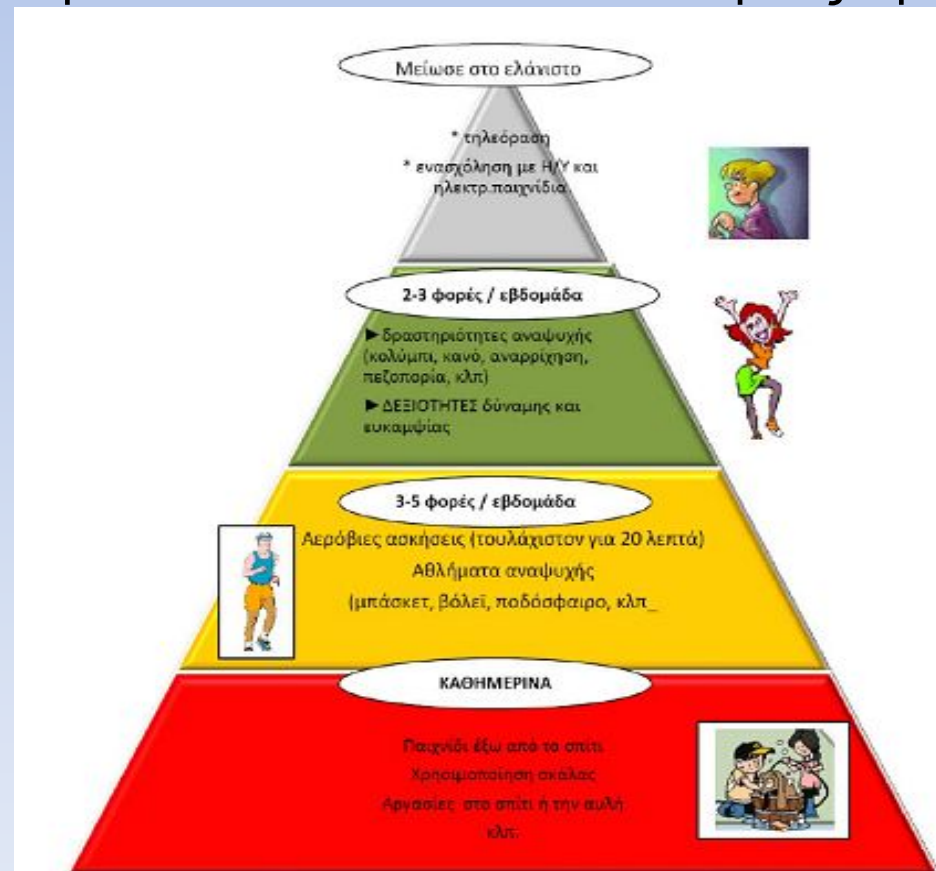 Μείωσε στο ελάχιστο
* τηλεόραση
* ενασχόληση με Η/Υ και
ηλεκτρ.παιχνίδια
2-3 φορές / εβδομάδα
►δραστηριότητες αναψυχής
(κολύμπι, κανό, αναρρίχηση,
πεζοπορία, κλπ)
►ΔΕΞΙΟΤΗΤΕΣ δύναμης και
ευκαμψίας
3-5 φορές / εβδομάδα
Αερόβιες ασκήσεις (τουλάχιστον για 20 λεπτά)
Αθλήματα αναψυχής
(μπάσκετ, βόλεϊ, ποδόσφαιρο, κλπ_
ΚΑΘΗΜΕΡΙΝΑ
Παιχνίδι έξω από το σπίτι
Χρησιμοποίηση σκάλας
Αργασίες στο σπίτι ή την αυλή
κλπ.